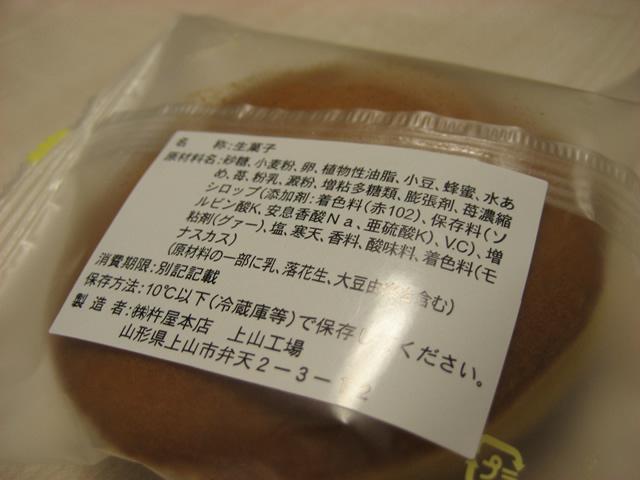 名　称:生菓子
原材料名:砂糖、小麦粉、卵、植物性油脂、小豆、蜂蜜、水あ
め、苺、粉乳、澱粉、増粘多糖類、膨張剤、苺濃縮
シロップ(添加剤:着色料(赤102)、保存料(ソ
ルビン酸K、安息香酸Na、亜硫酸K)、V.C)、増
粘剤(グァー)、塩、寒天、香料、酸味料、着色料(モ
ナスカス)
(原材料の一部に乳、落花生、大豆由 含む)
消費期限:別記記載
保存方法:10℃以下(冷蔵庫等)で保存 ください。
製造者:㈱杵屋本店　上山工場
山形県上山市弁天2-3-